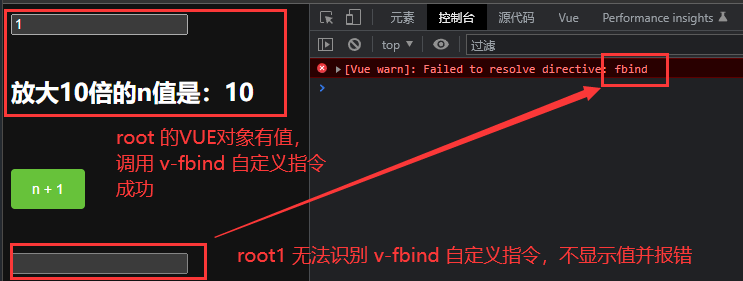 1
放大10倍的n值是：10
root 的VUE对象有值，
调用 v-fbind 自定义指令
成功
n + 1
root1 无法识别 v-fbind 自定义指令，不显示值并报错
元素 控制台 源代码 Vue Performance insights
top 过滤
[Vue warn]: Failed to resolve directive: fbind